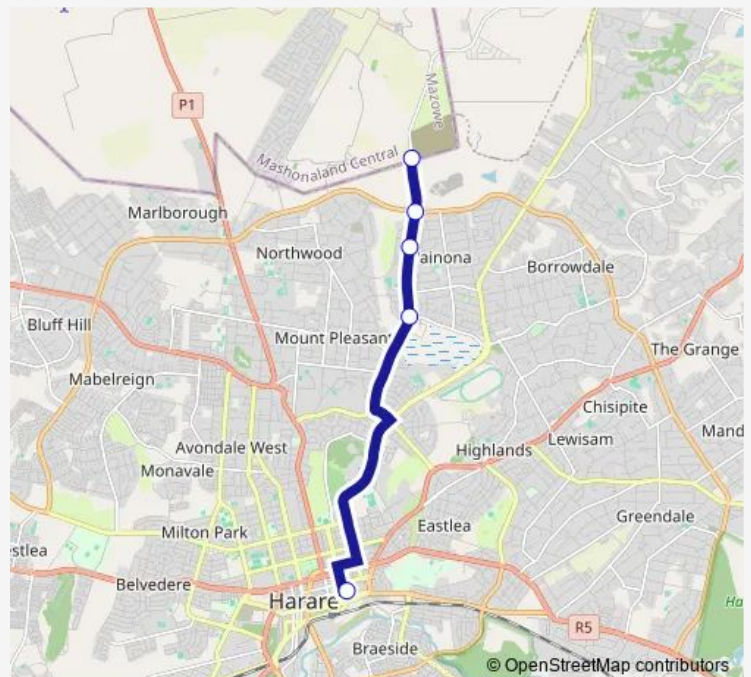 P1
Mazowe
Mashonaland Central
Marlborough
Northwood
ainona
Borrowdale
Bluff Hill
Mount Pleasant
The Grange
Mabelreign
Chisipite
Avondale West
Lewisam
Mand
Highlands
Monavale
Greendale
Milton Park
Eastlea
estlea
Belvedere
Harare
Ha
R5
Braeside
© OpenStreetMap contributors